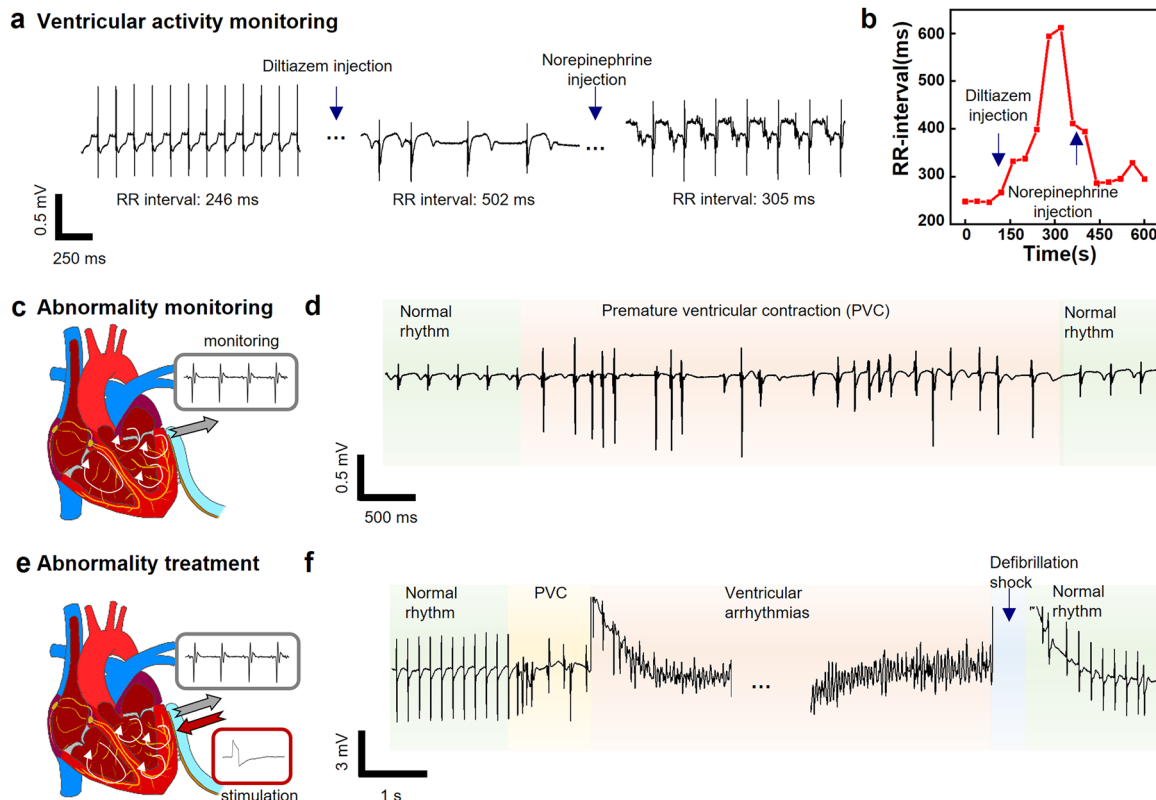 a Ventricular activity monitoring
Diltiazem injection
Norepinephrine
injection
...
...
RR interval: 246 ms
RR interval: 502 ms
RR interval: 305 ms
0.5 mV
250 ms
b
RR-interval(ms)
600
500
400
300
200
Diltiazem
injection
Norepinephrine
injection
0
150
300
450
600
Time(s)
c Abnormality monitoring
monitoring
d
Normal
rhythm
Premature ventricular contraction (PVC)
Normal
rhythm
0.5 mV
500 ms
e Abnormality treatment
stimulation
f
Normal
rhythm
PVC
Ventricular
arrhythmias
...
Defibrillation
shock
Normal
rhythm
3 mV
1 s